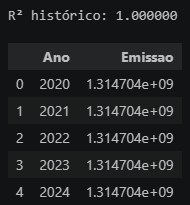 R² histórico: 1.000000
Ano Emissao
0 2020 1.314704e+09
1 2021 1.314704e+09
2 2022 1.314704e+09
3 2023 1.314704e+09
4 2024 1.314704e+09